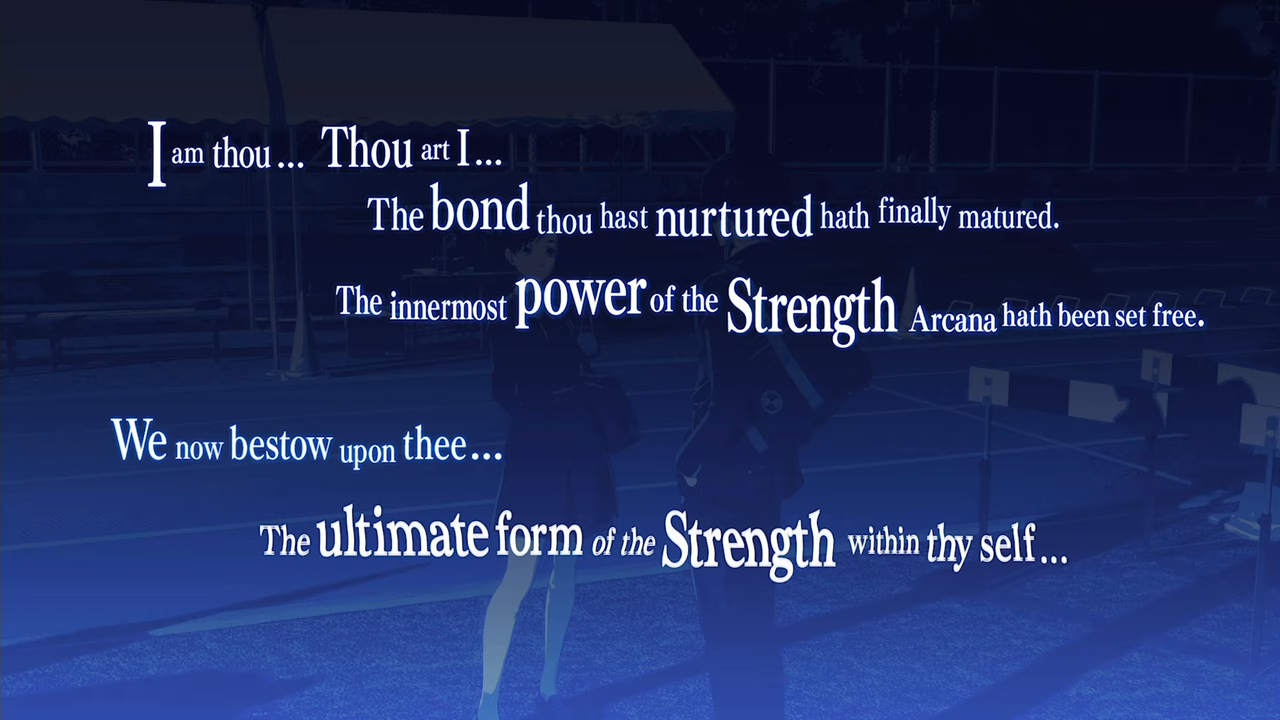 I am thou... Thou art I...
The bond thou hast nurtured hath finally matured.
The innermost power of the Strength Arcana hath been set free.
We now bestow upon thee...
The ultimate form of the Strength within thy self...